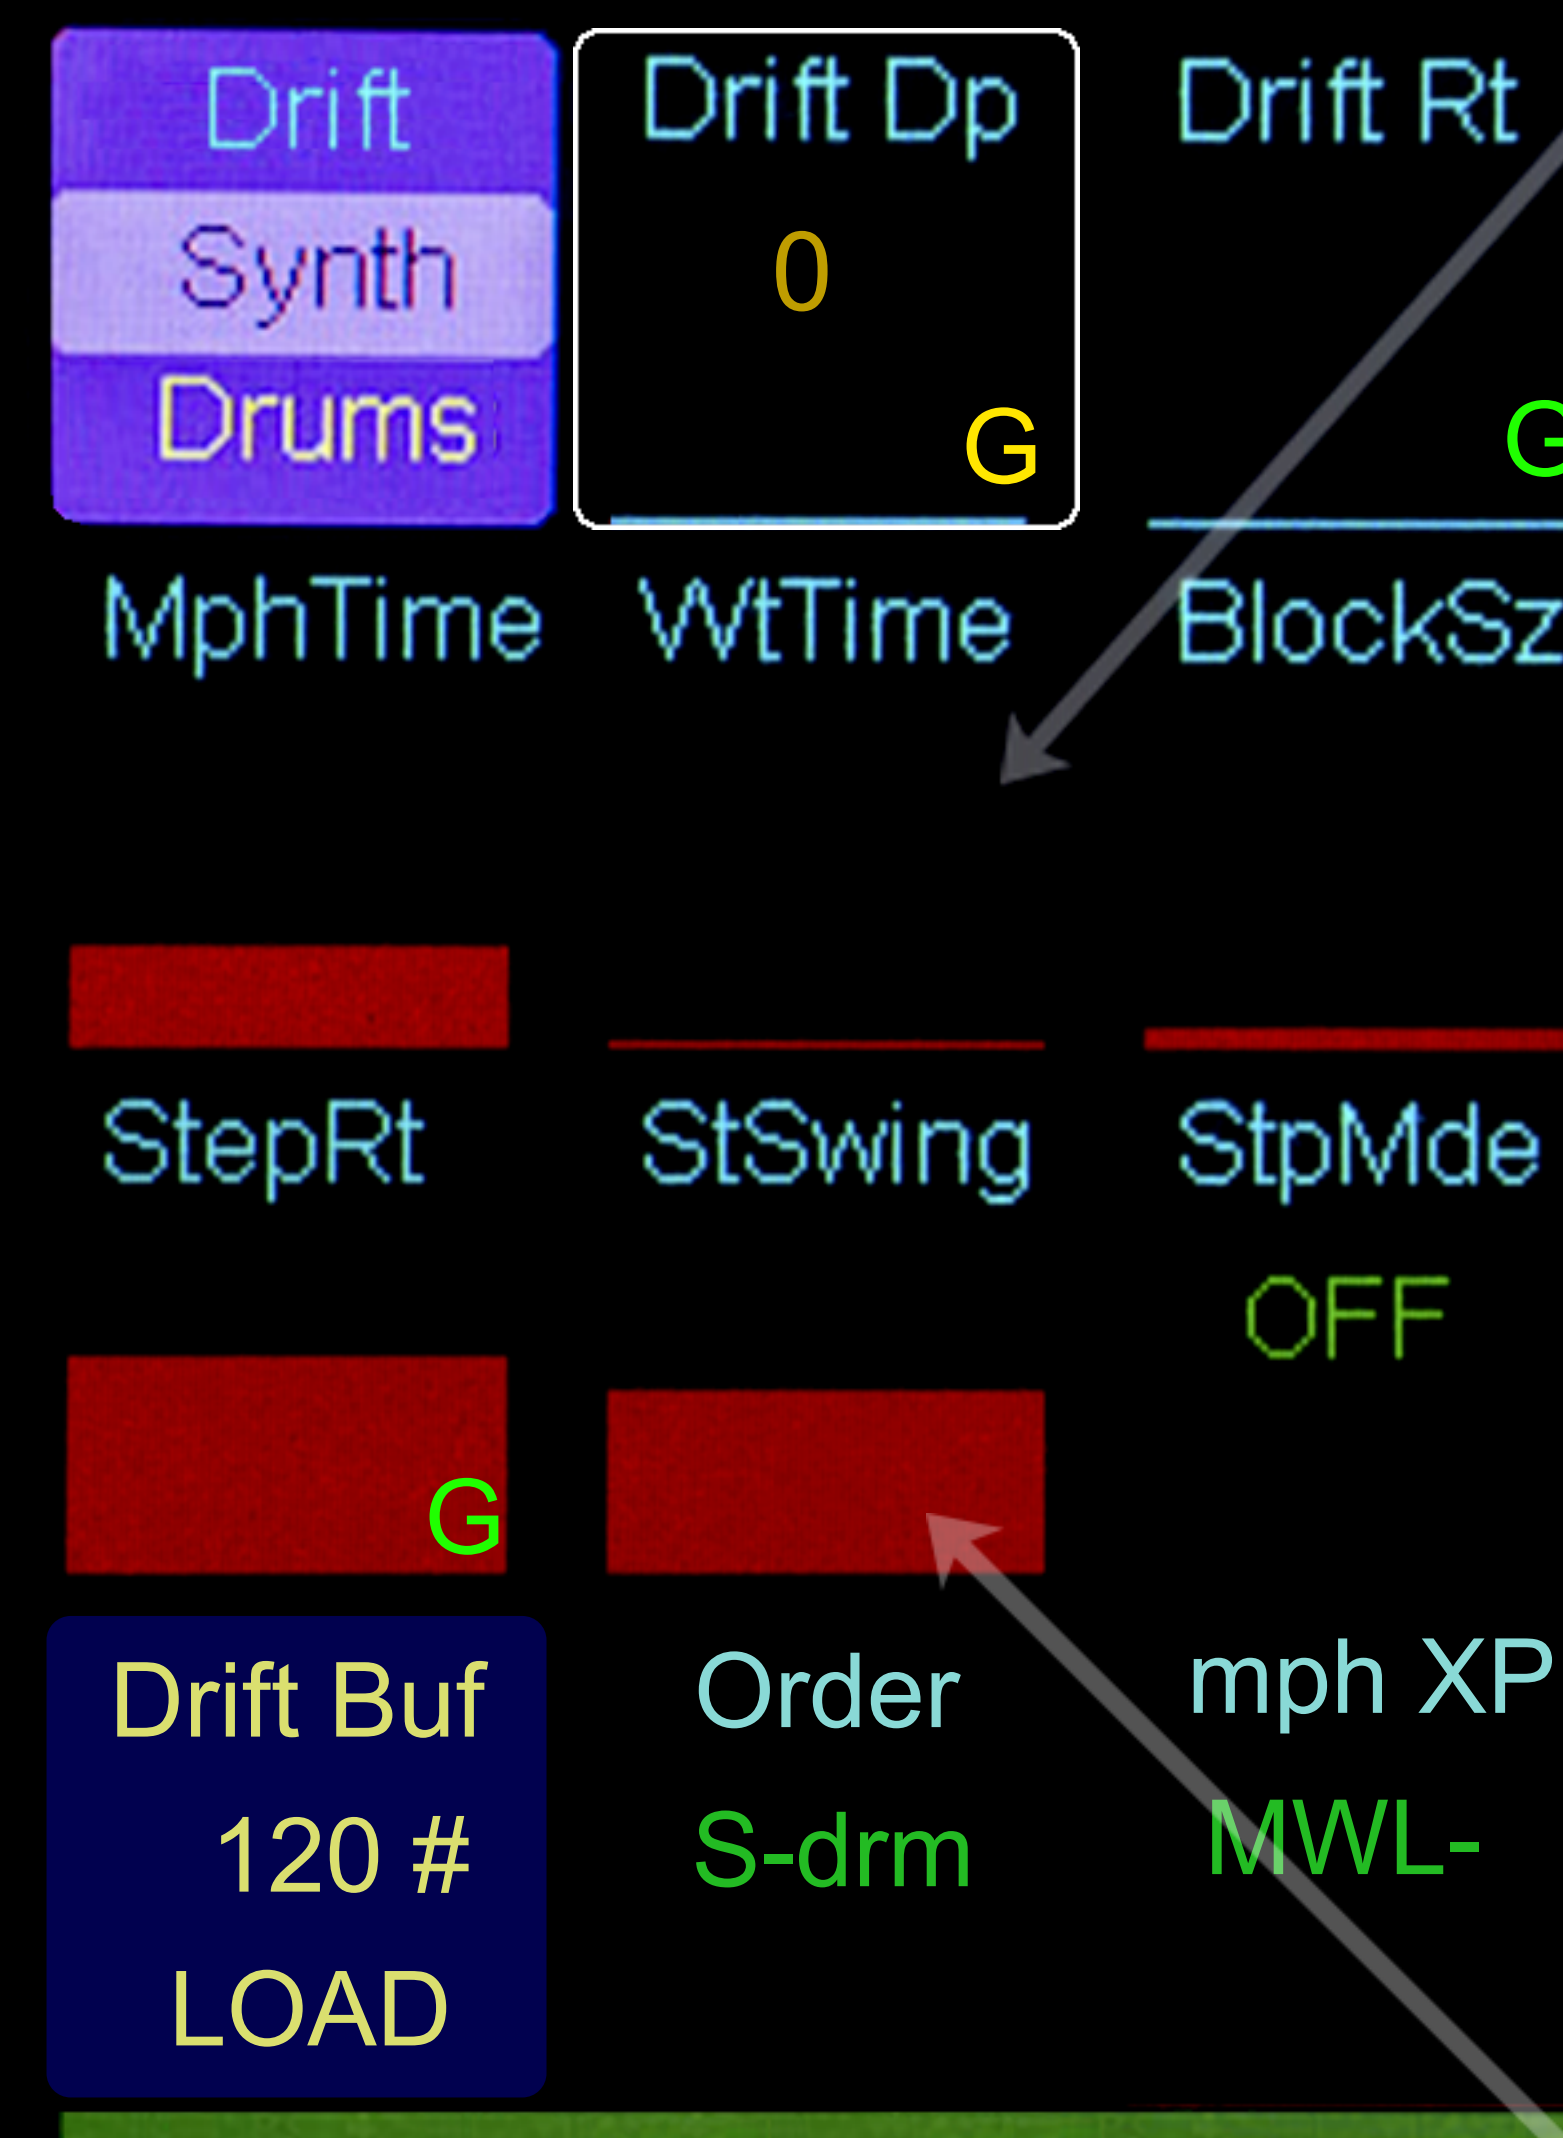 Drift
Synth
Drums
Drift Dp
0
G
Drift Rt
G
MphTime
WtTime
BlockSz
StepRt
G
StSwing
StpMde
OFF
Drift Buf
120 #
LOAD
Order
S-drm
mph XP
MWL-